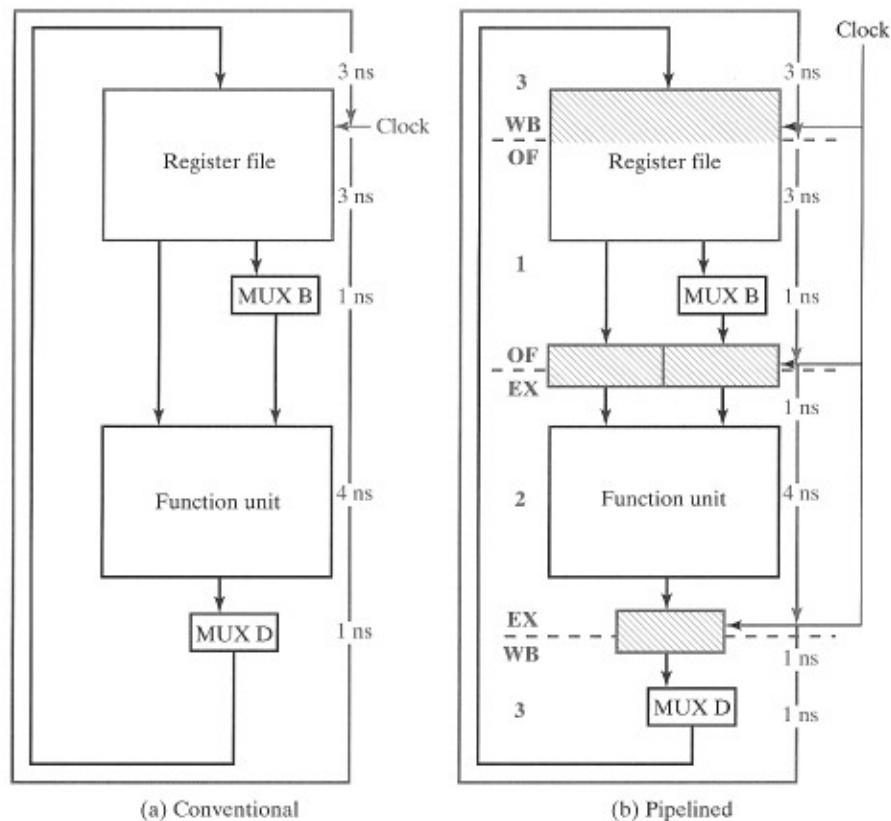 3 ns
Clock
Register file
3 ns
MUX B
1 ns
Function unit
4 ns
MUX D
1 ns
(a) Conventional
Clock
3
3 ns
WB
OF
Register file
3 ns
1
MUX B
1 ns
OF
EX
1 ns
2
Function unit
4 ns
EX
WB
1 ns
3
MUX D
1 ns
(b) Pipelined